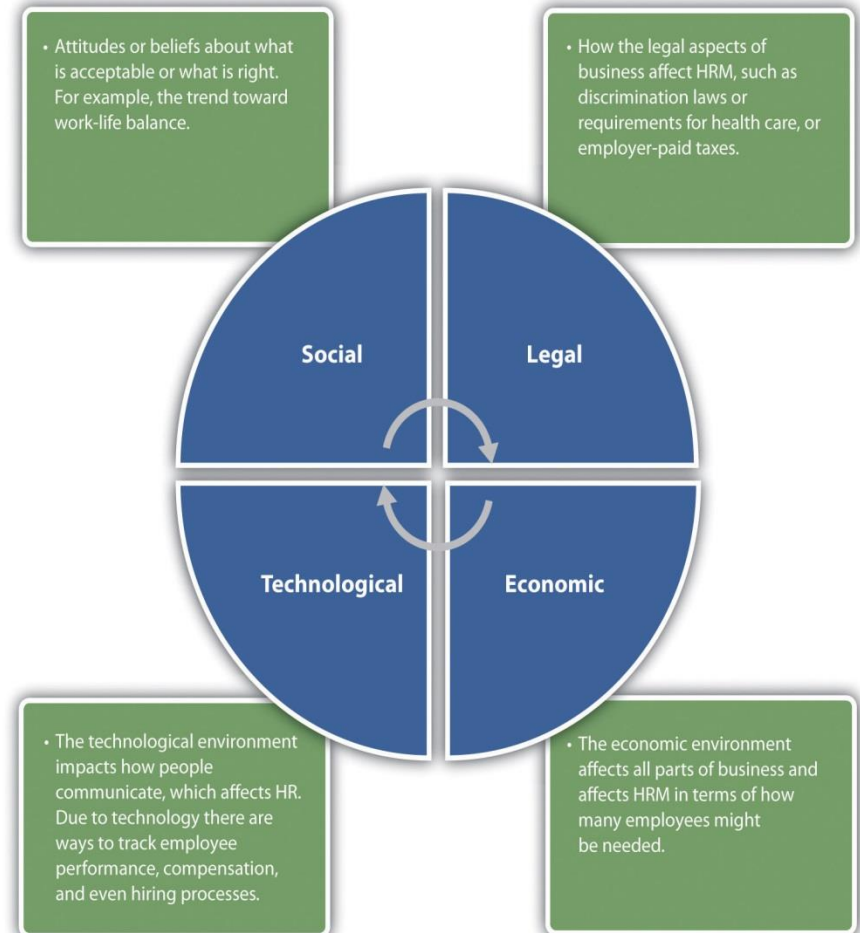 • Attitudes or beliefs about what
is acceptable or what is right.
For example, the trend toward
work-life balance.
• How the legal aspects of
business affect HRM, such as
discrimination laws or
requirements for health care, or
employer-paid taxes.
Social
Legal
Technological
Economic
• The technological environment
impacts how people
communicate, which affects HR.
Due to technology there are
ways to track employee
performance, compensation,
and even hiring processes.
• The economic environment
affects all parts of business and
affects HRM in terms of how
many employees might
be needed.